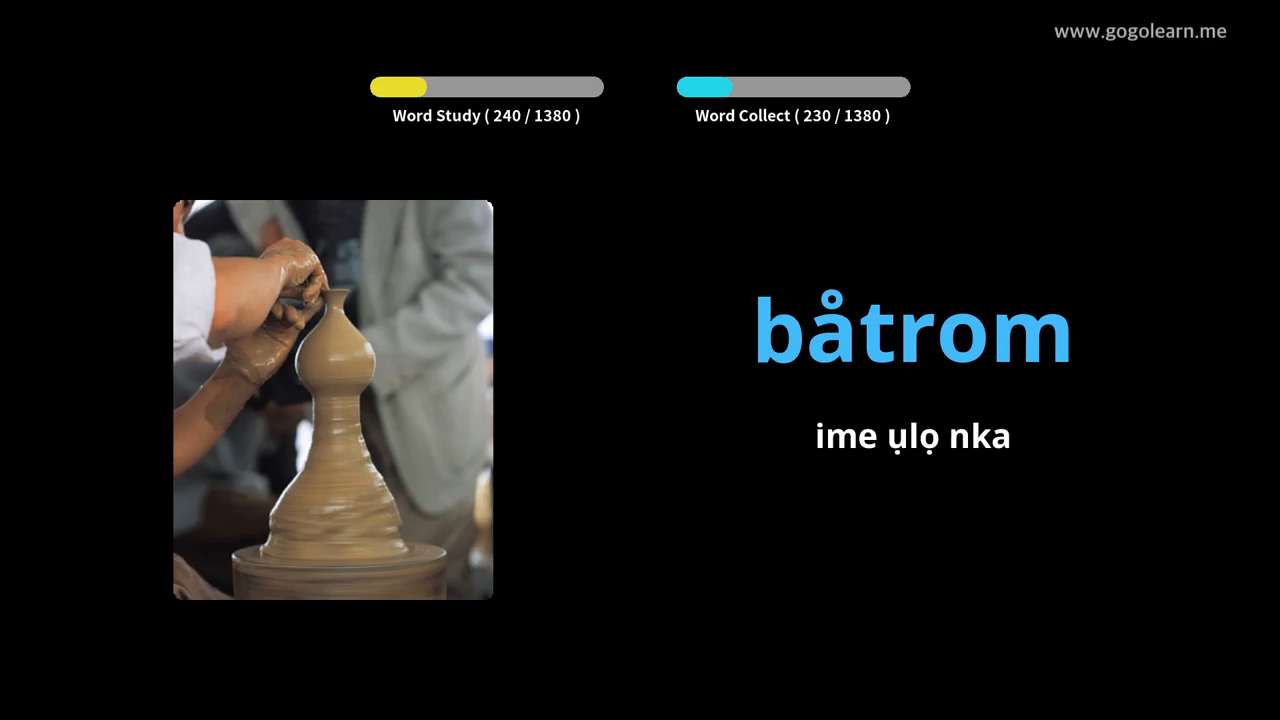 www.gogolearn.me
Word Study ( 240 / 1380 )
Word Collect ( 230 / 1380 )
båtrom
ime ụlọ nka